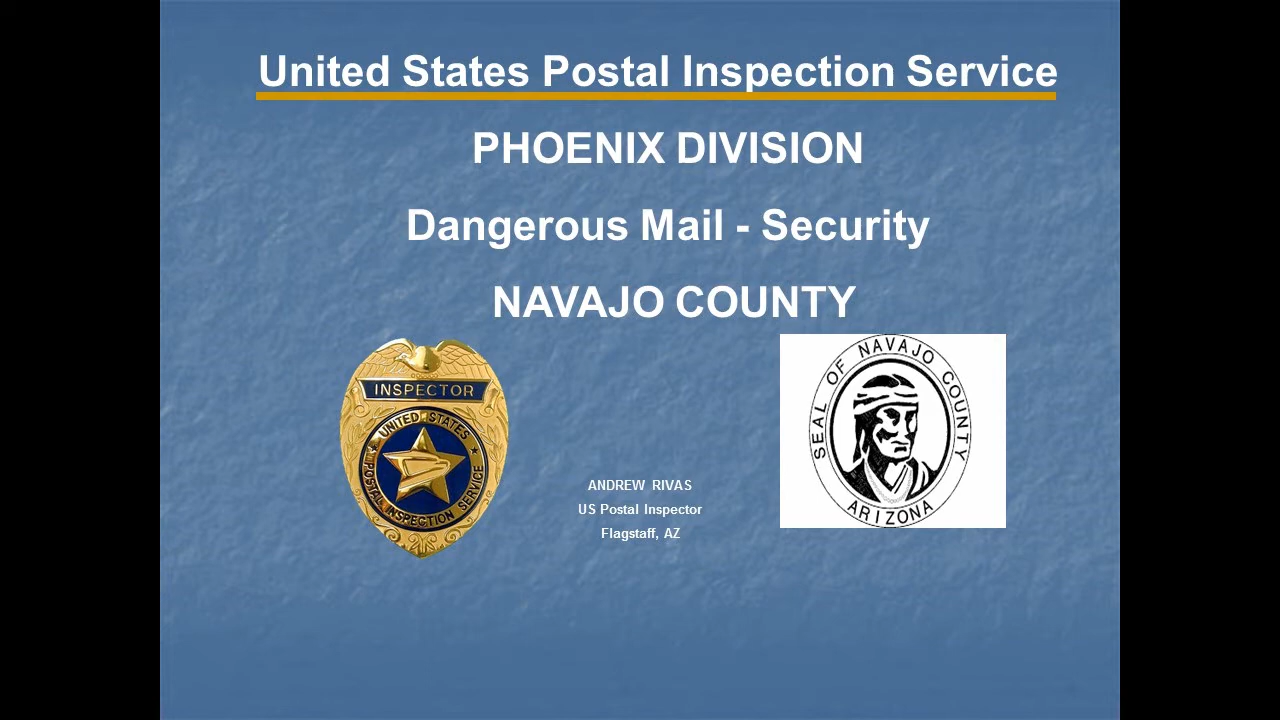 United States Postal Inspection Service
PHOENIX DIVISION
Dangerous Mail - Security
NAVAJO COUNTY
INSPECTOR
UNITED STATES
POSTAL INSPECTION SERVICE
SEAL OF NAVAJO COUNTY
ARIZONA
ANDREW RIVAS
US Postal Inspector
Flagstaff, AZ